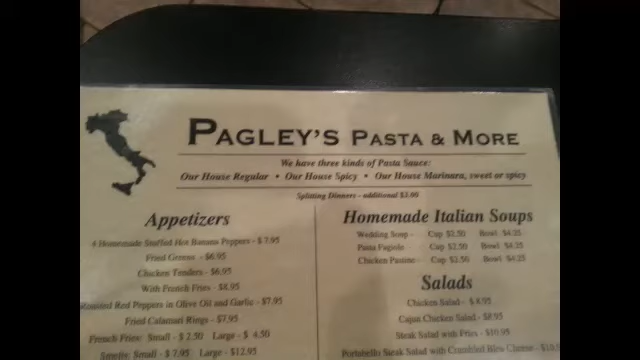 PAGLEY'S PASTA & MORE
We have three kinds of Pasta Sauce:
Our House Regular • Our House Spicy • Our House Marinara, sweet or spicy
Splitting Dinners - additional $3.00
Appetizers
4 Homemade Stuffed Hot Banana Peppers - $7.95
Fried Greens - $6.95
Chicken Tenders - $6.95
With French Fries - $8.95
Roasted Red Peppers in Olive Oil and Garlic - $7.95
Fried Calamari Rings - $7.95
French Fries: Small - $2.50 Large - $4.50
Smelts: Small - $7.95 Large - $12.95
Homemade Italian Soups
Wedding Soup - Cup $2.50 Bowl $4.25
Pasta Fagiole - Cup $2.50 Bowl $4.25
Chicken Pastine - Cup $2.50 Bowl $4.25
Salads
Chicken Salad - $8.95
Cajun Chicken Salad - $8.95
Steak Salad with Fries - $10.95
Portobello Steak Salad with Crumbled Bleu Cheese